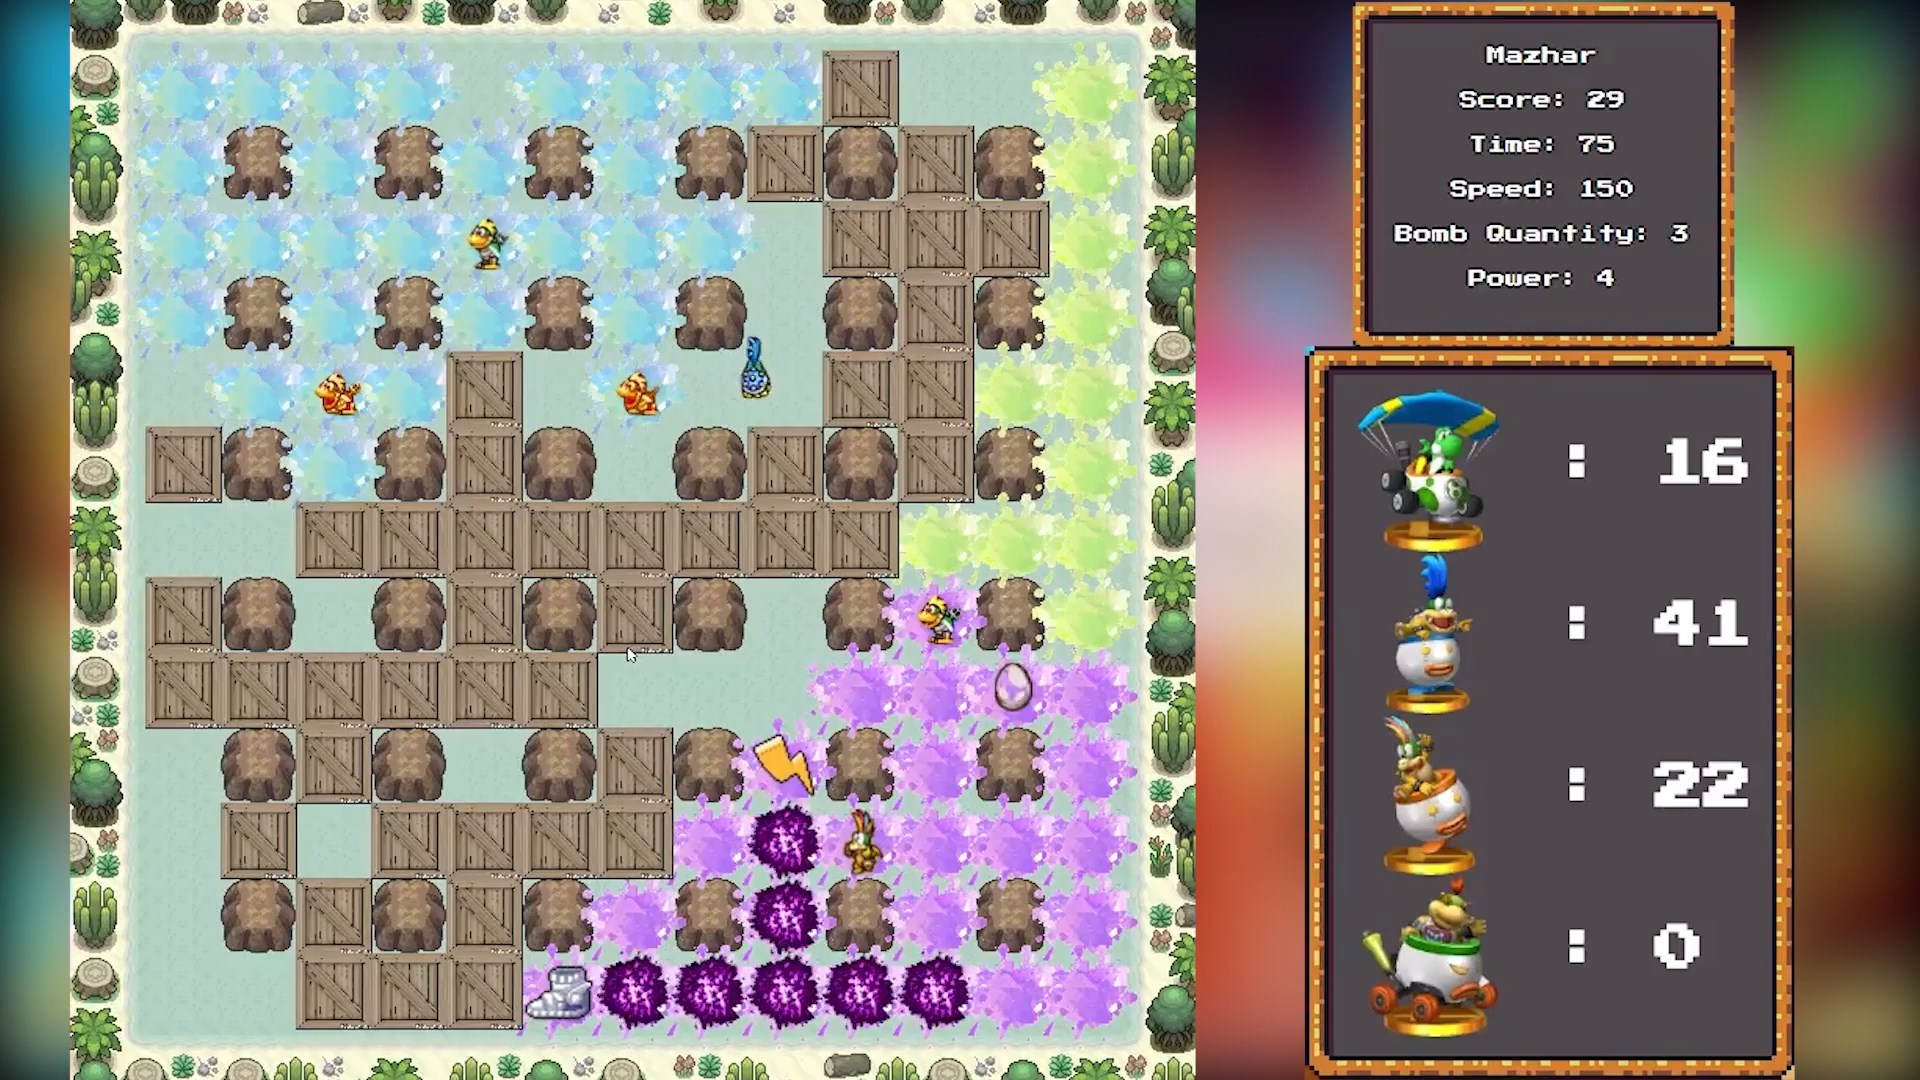 Mazhar
Score: 29
Time: 75
Speed: 150
Bomb Quantity: 3
Power: 4
: 16
: 41
: 22
: 0